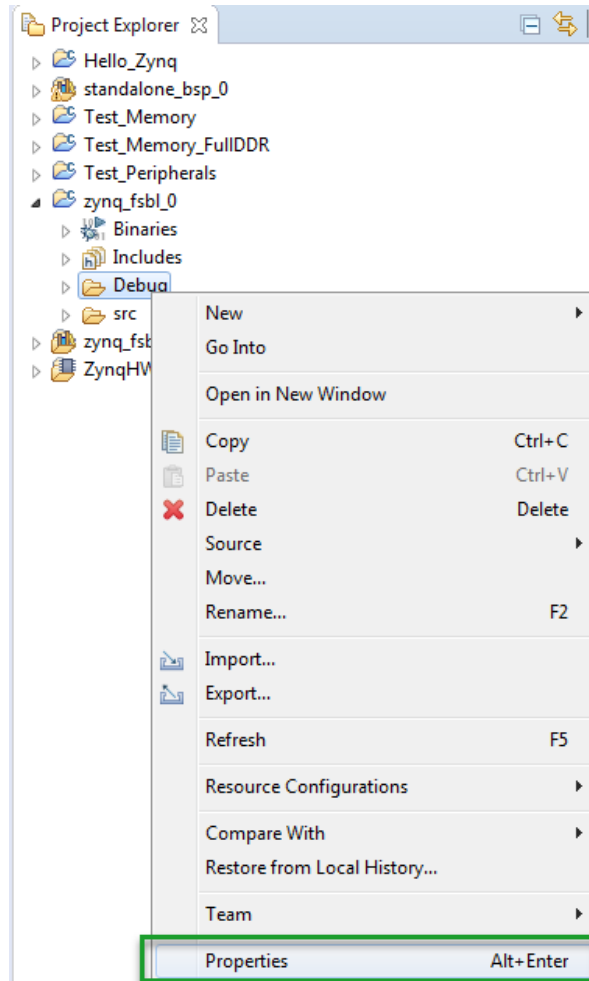 Project Explorer
Hello_Zynq
standalone_bsp_0
Test_Memory
Test_Memory_FullDDR
Test_Peripherals
zynq_fsbl_0
Binaries
Includes
Debug
src
zynq_fsb
ZynqHW
New
Go Into
Open in New Window
Copy Ctrl+C
Paste Ctrl+V
Delete Delete
Source
Move...
Rename... F2
Import...
Export...
Refresh F5
Resource Configurations
Compare With
Restore from Local History...
Team
Properties Alt+Enter